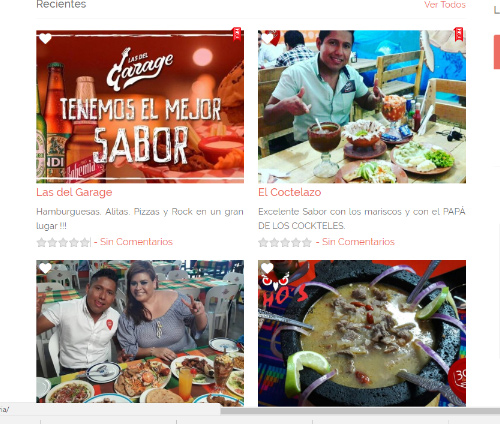 Recientes
Ver Todos
L
LAS DEL
Garage
TENEMOS EL MEJOR
SABOR
Las del Garage
El Coctelazo
Hamburguesas, Alitas, Pizzas y Rock en un gran
lugar !!!
Excelente Sabor con los mariscos y con el PAPÁ
DE LOS COCKTELES,
- Sin Comentarios
- Sin Comentarios
HO'S
30
na/